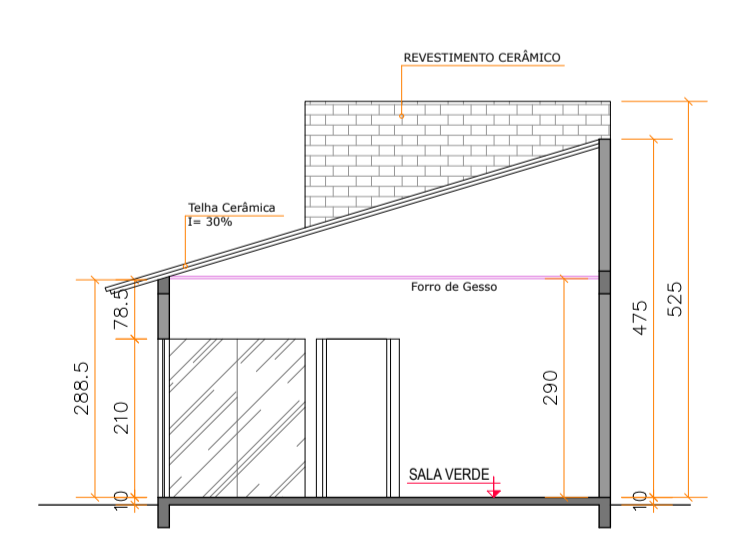 REVESTIMENTO CERÂMICO
Telha Cerâmica
I= 30%
Forro de Gesso
78.5
288.5
210
10
290
475
525
10
SALA VERDE